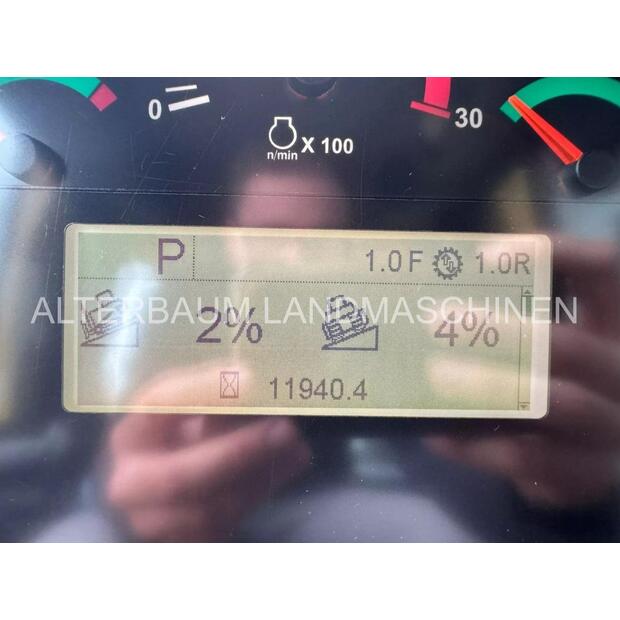 0
30
n/min X 100
P 1.0F 1.0R
ALTERBAUM LANDMASCHINEN
2% 4%
11940.4